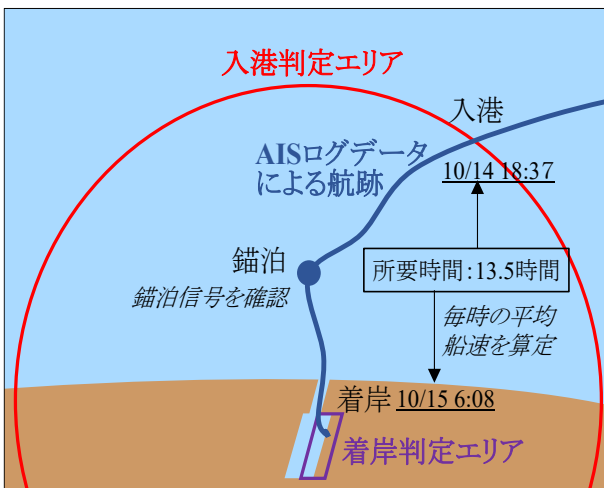 入港判定エリア
入港
AISログデータ
による航跡
10/14 18:37
錨泊
錨泊信号を確認
所要時間:13.5時間
毎時の平均
船速を算定
着岸 10/15 6:08
着岸判定エリア